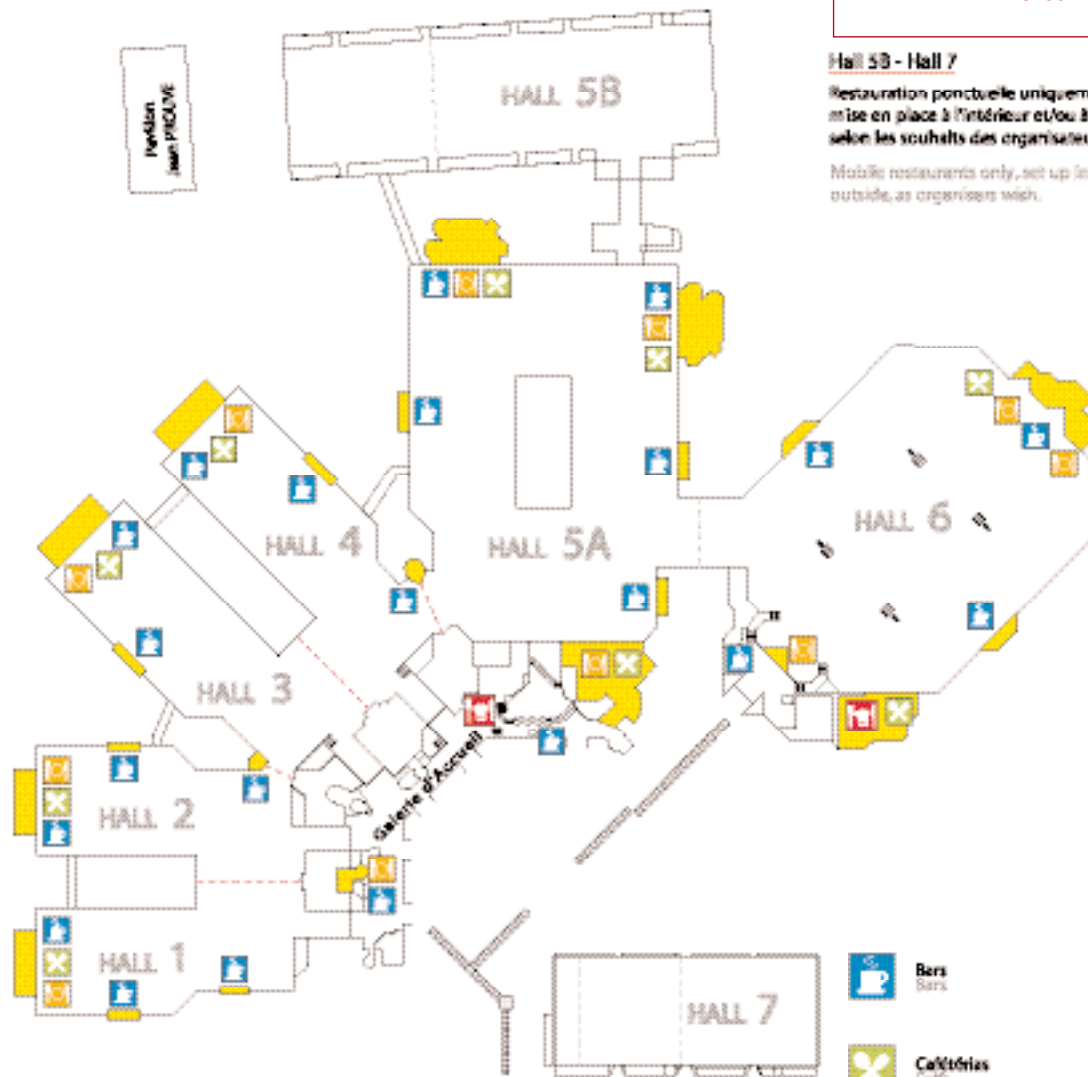 Hall 5B - Hall 7
Restauration ponctuelle uniquem
mise en place à l'intérieur et/ou à
selon les souhaits des organisateu
Mobile restaurants only, set up in
outside, as organisers wish.
Pavillon
Jean PROUVE
HALL 5B
HALL 4
HALL 5A
HALL 6
HALL 3
Galerie d'Accueil
HALL 2
HALL 1
HALL 7
Bars
Bars
Cafétérias